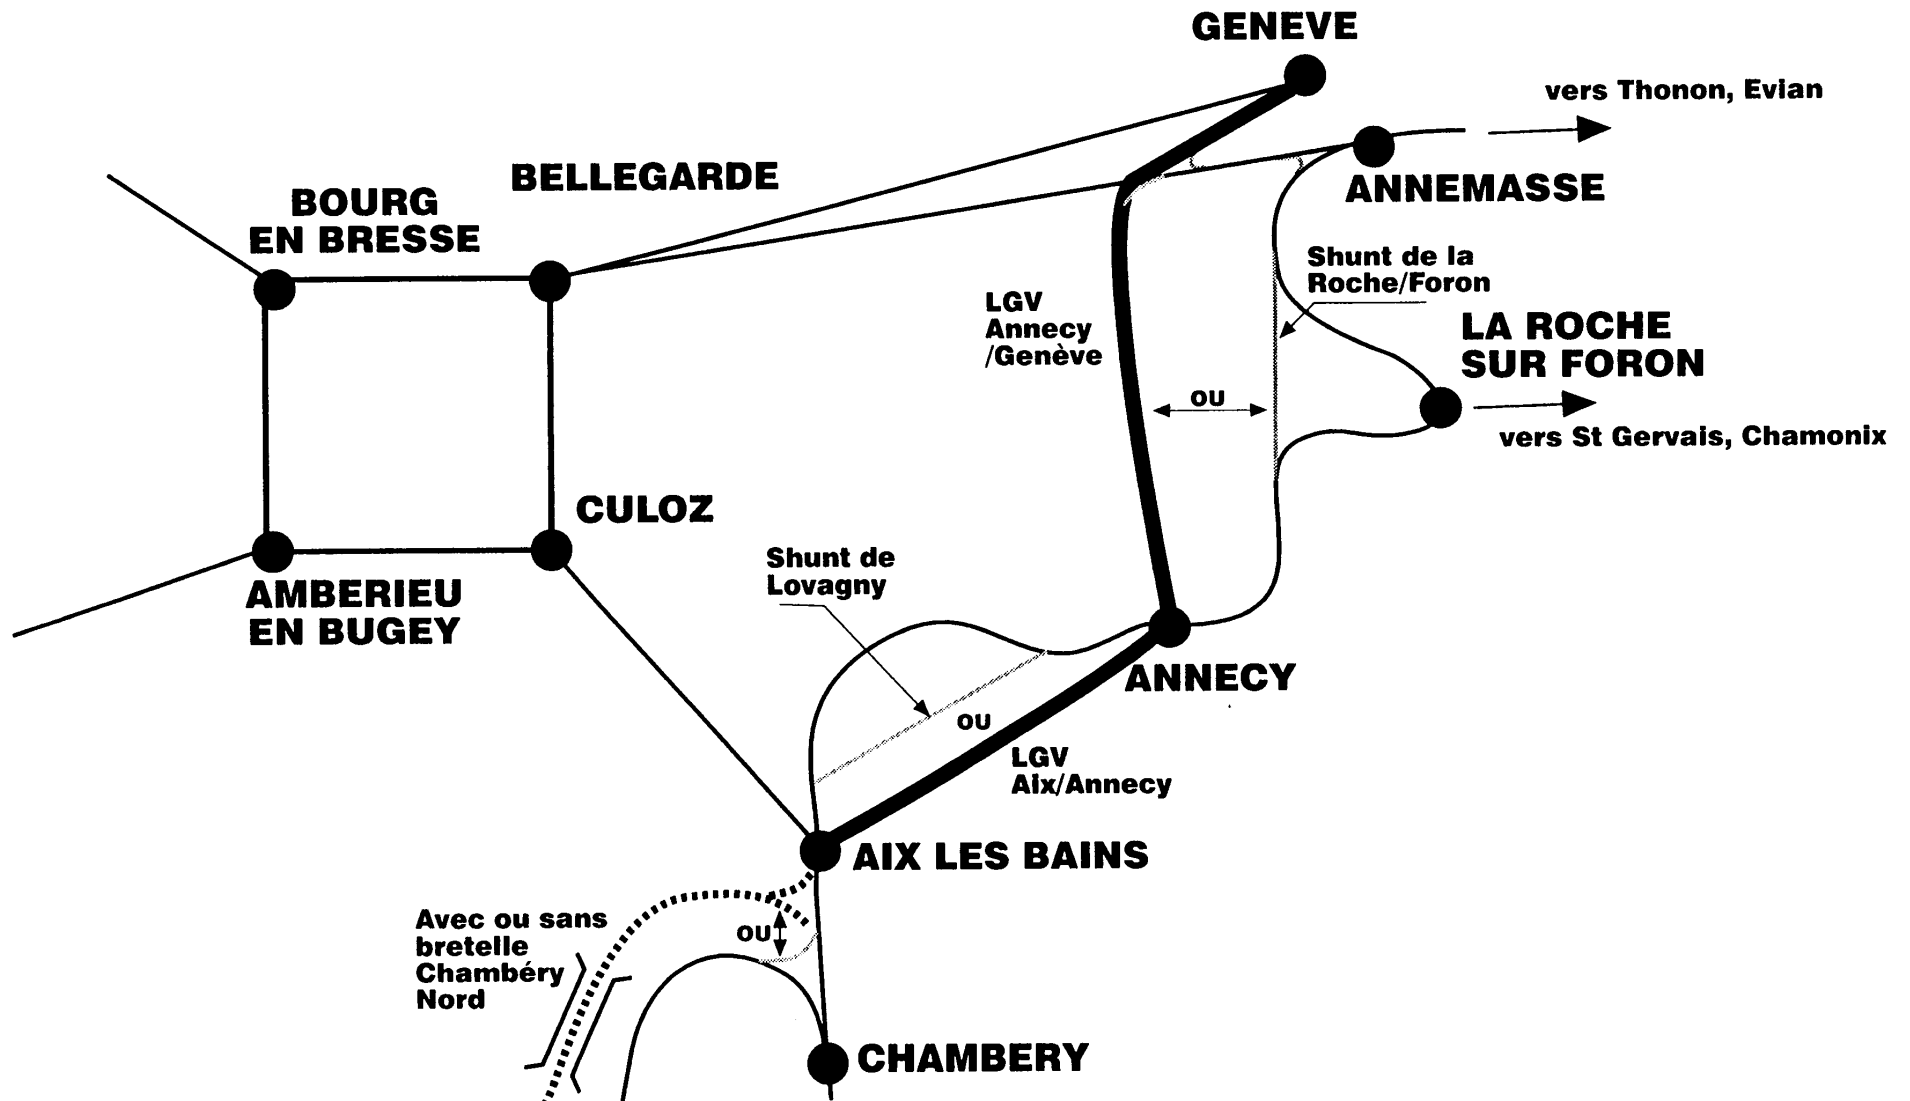 GENEVE
vers Thonon, Evian
BELLEGARDE
BOURG
EN BRESSE
ANNEMASSE
Shunt de la
Roche/Foron
LGV
Annecy
/Genève
LA ROCHE
SUR FORON
OU
vers St Gervais, Chamonix
CULOZ
Shunt de
Lovagny
AMBERIEU
EN BUGEY
ANNECY
OU
LGV
Aix/Annecy
AIX LES BAINS
Avec ou sans
bretelle
Chambéry
Nord
OU
CHAMBERY